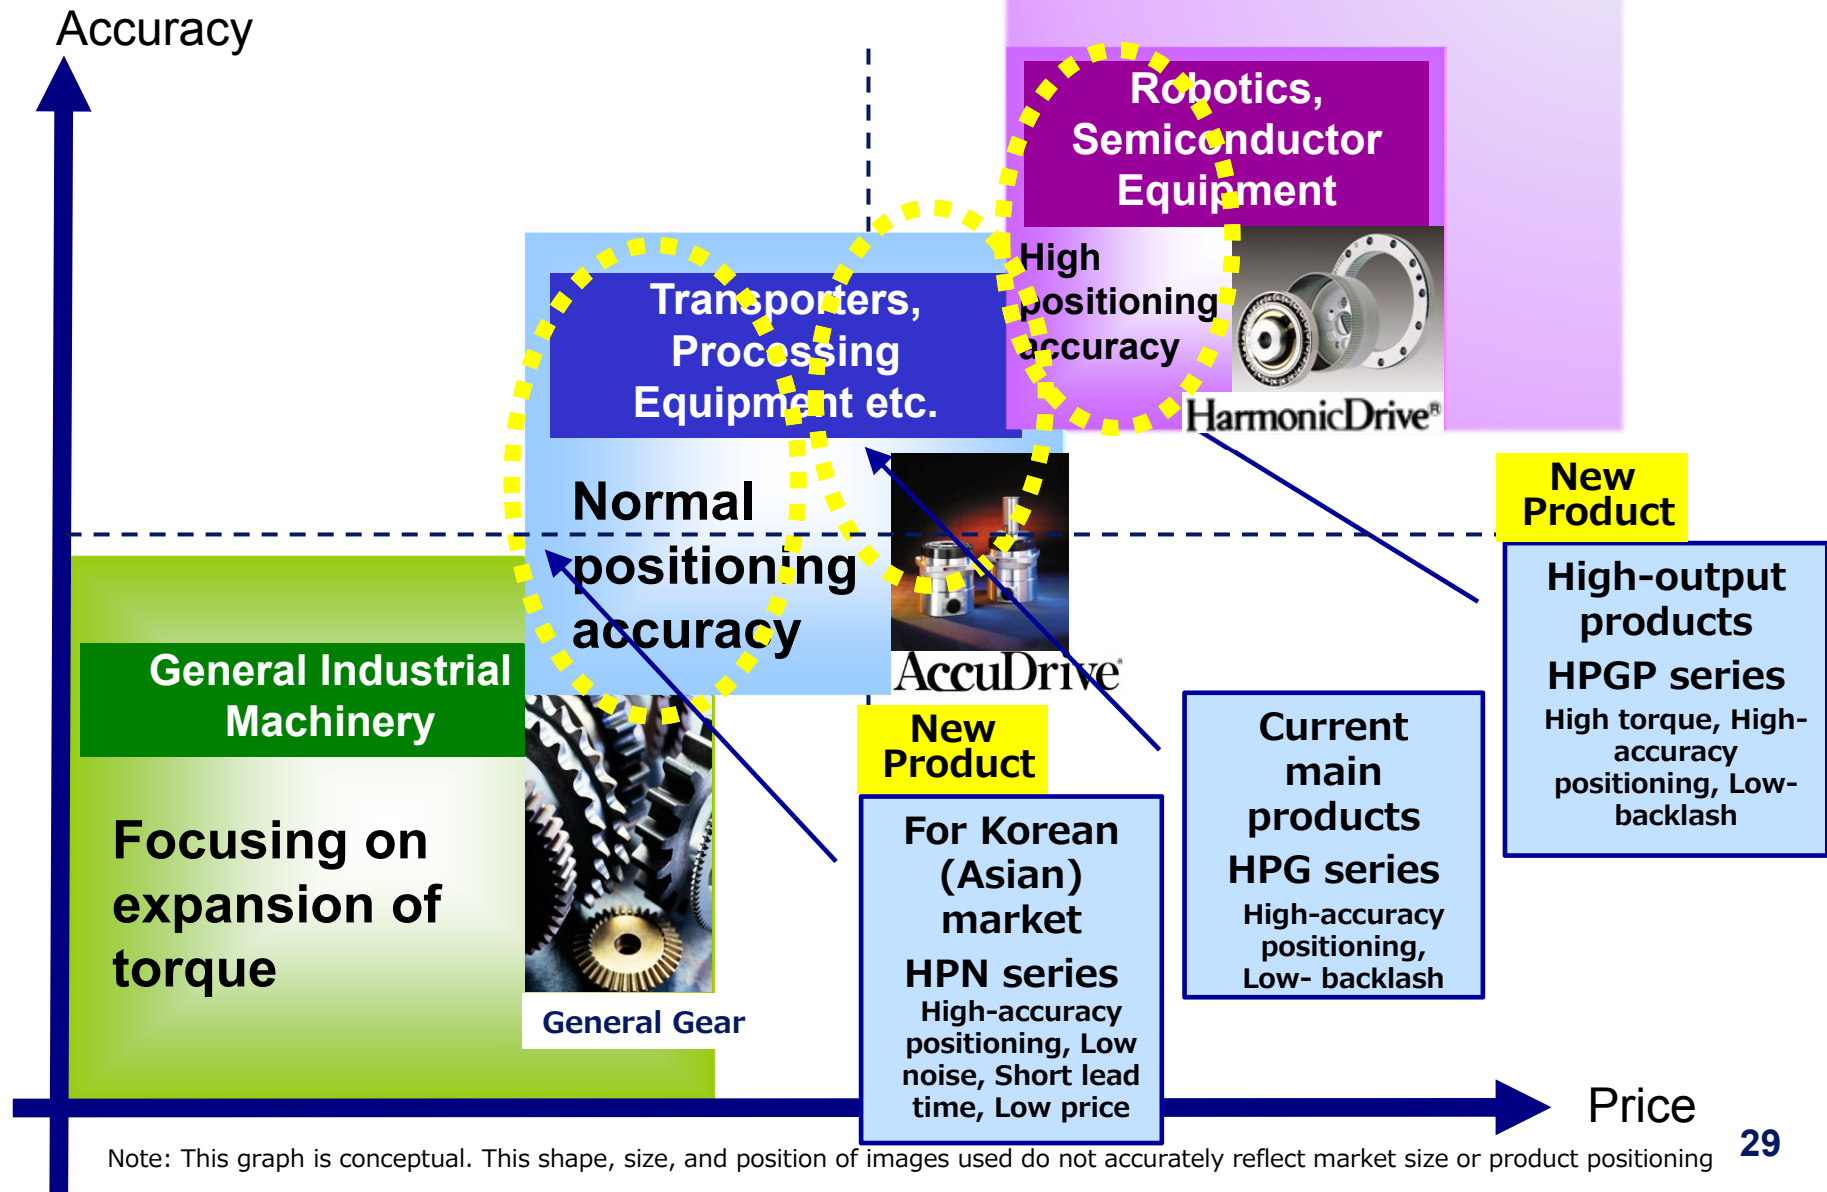 Accuracy
Robotics,
Semiconductor
Equipment
High
positioning
accuracy
HarmonicDrive®
Transporters,
Processing
Equipment etc.
Normal
positioning
accuracy
AccuDrive®
General Industrial
Machinery
Focusing on
expansion of
torque
General Gear
New
Product
For Korean
(Asian)
market
HPN series
High-accuracy
positioning, Low
noise, Short lead
time, Low price
Current
main
products
HPG series
High-accuracy
positioning,
Low- backlash
New
Product
High-output
products
HPGP series
High torque, High-
accuracy
positioning, Low-
backlash
Price
Note: This graph is conceptual. This shape, size, and position of images used do not accurately reflect market size or product positioning
29